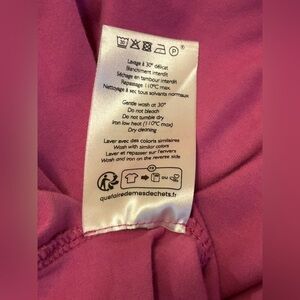 Lavage à 30° délicat
Blanchiment interdit
Séchage en tambour interdit
Repassage 110°C max.
Nettoyage à sec tous solvants normaux
Gentle wash at 30°
Do not bleach
Do not tumble dry
Iron low heat (110°C max)
Dry cleaning
Laver avec des coloris similaires
Wash with similar colors
Laver et repasser sur l'envers
Wash and iron on the reverse side
FR
OU
quefairedemesdechets.fr